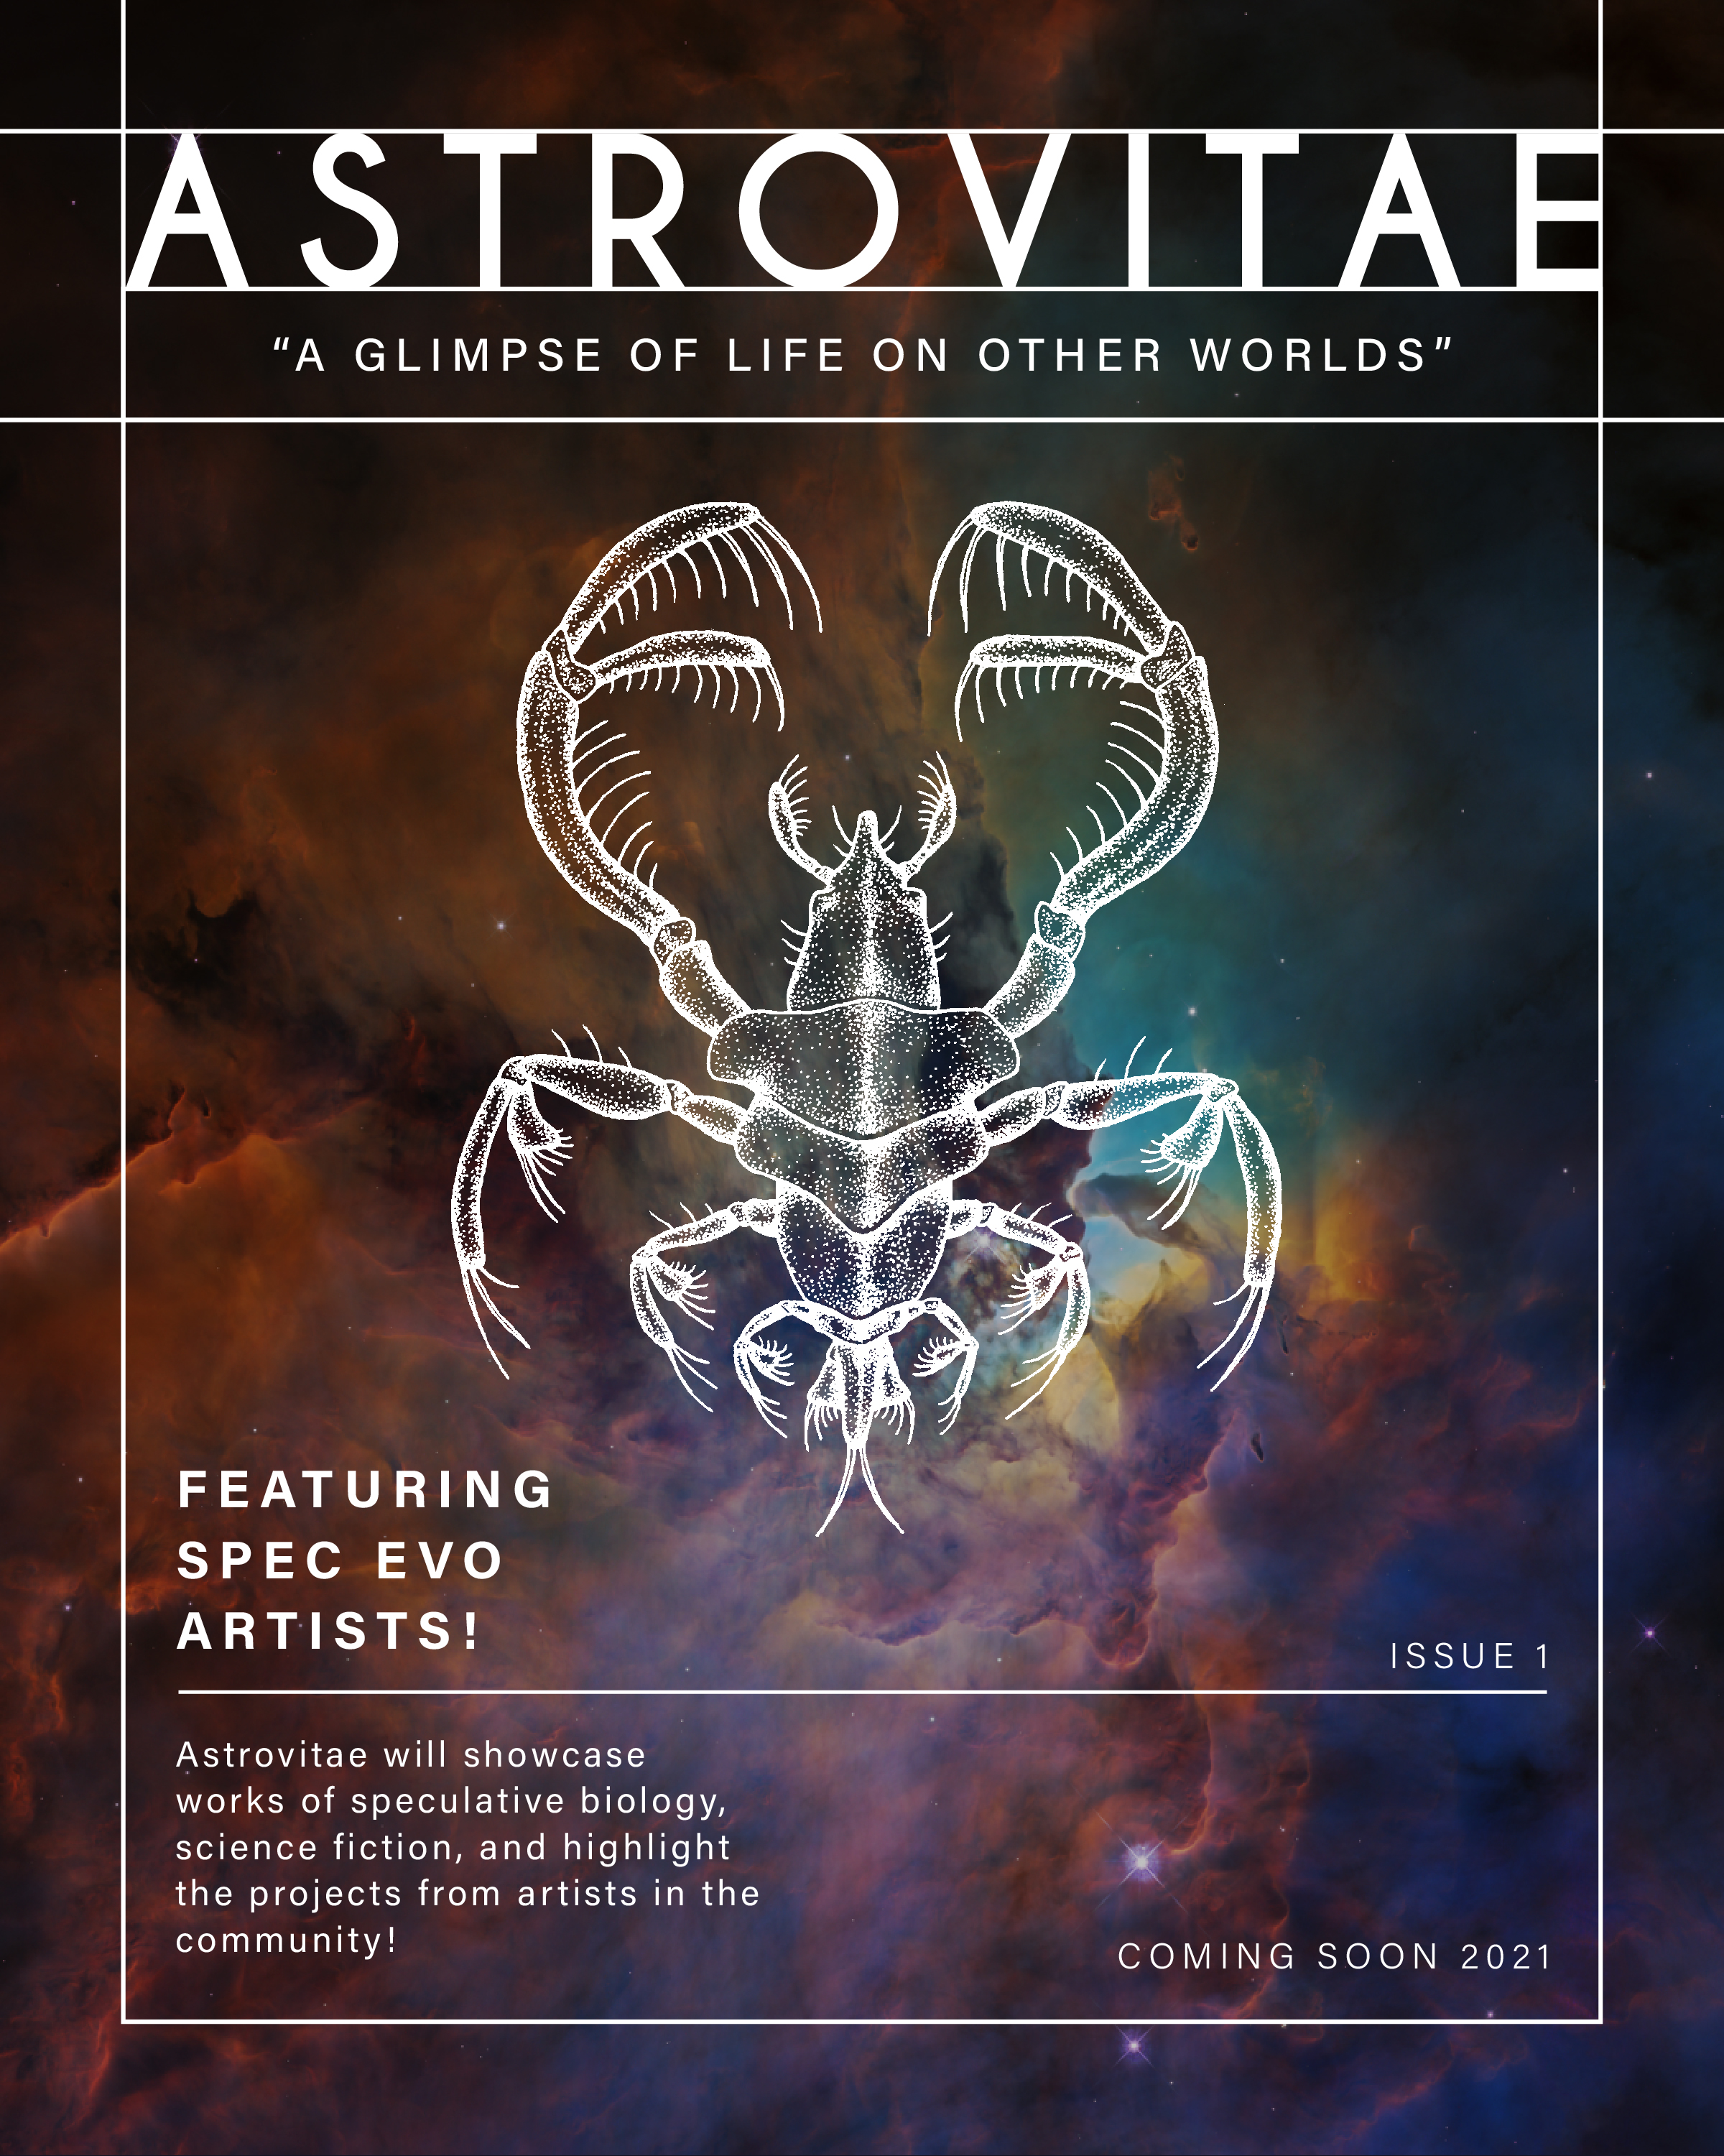 ASTROVITAE
“A GLIMPSE OF LIFE ON OTHER WORLDS”
FEATURING
SPEC EVO
ARTISTS!
ISSUE 1
Astrovitae will showcase
works of speculative biology,
science fiction, and highlight
the projects from artists in the
community!
COMING SOON 2021